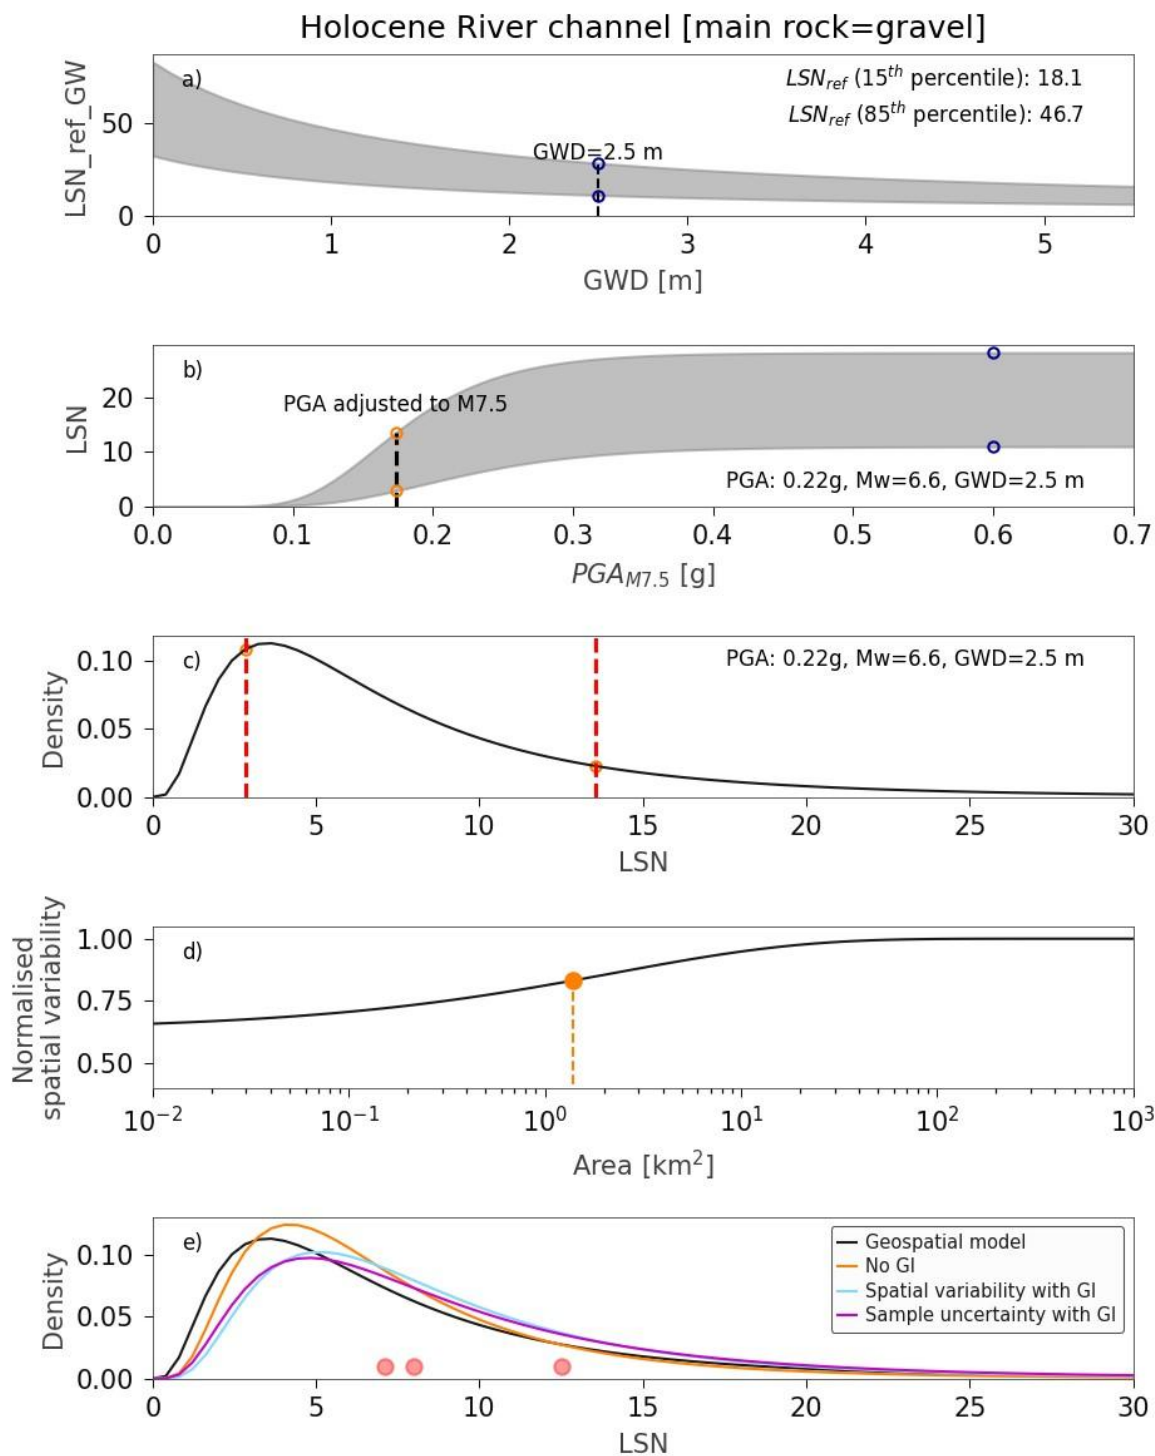 Holocene River channel [main rock=gravel]
a)
LSN_ref (15^th percentile): 18.1
LSN_ref (85^th percentile): 46.7
GWD=2.5 m
LSN_ref_GW
50
0
0 1 2 3 4 5
GWD [m]
b)
PGA adjusted to M7.5
PGA: 0.22g, Mw=6.6, GWD=2.5 m
LSN
20
10
0
0.0 0.1 0.2 0.3 0.4 0.5 0.6 0.7
PGA_M7.5 [g]
c)
PGA: 0.22g, Mw=6.6, GWD=2.5 m
Density
0.10
0.05
0.00
0 5 10 15 20 25 30
LSN
d)
Normalised
spatial variability
1.00
0.75
0.50
10^−2 10^−1 10^0 10^1 10^2 10^3
Area [km^2]
e)
Geospatial model
No GI
Spatial variability with GI
Sample uncertainty with GI
Density
0.10
0.05
0.00
0 5 10 15 20 25 30
LSN